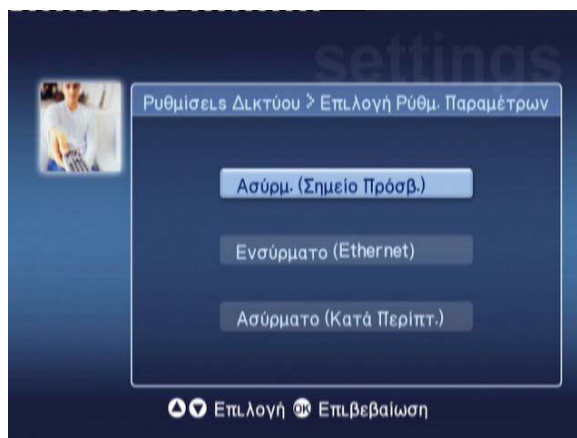 settings
Ρυθμίσεις Δικτύου > Επιλογή Ρύθμ. Παραμέτρων
Ασύρμ. (Σημείο Πρόσβ.)
Ενσύρματο (Ethernet)
Ασύρματο (Κατά Περίπτ.)
Επιλογή OK Επιβεβαίωση